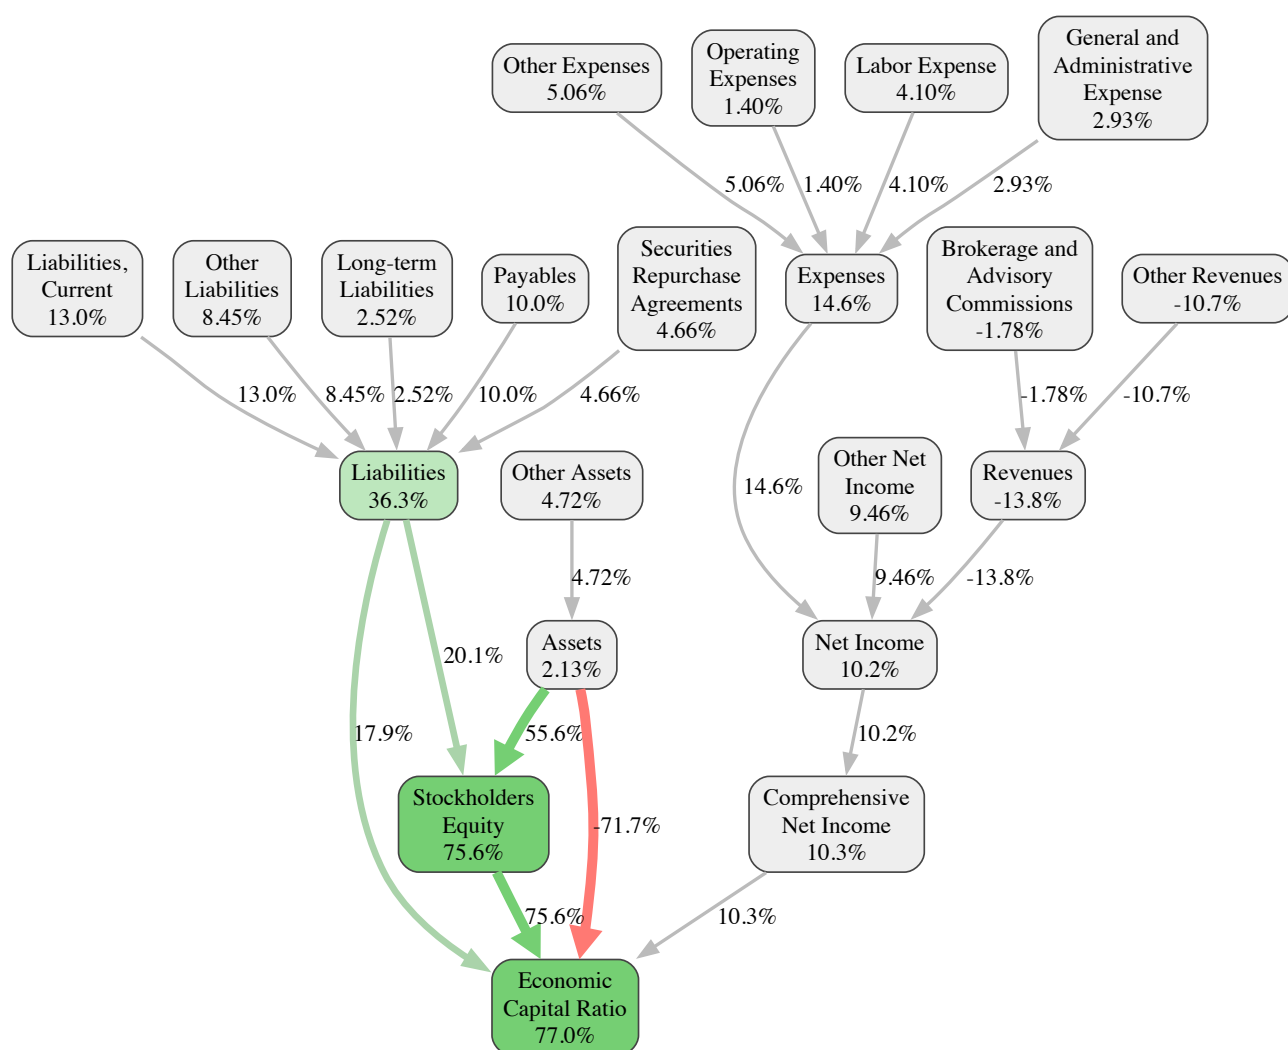 Other Expenses
5.06%
Operating
Expenses
1.40%
Labor Expense
4.10%
General and
Administrative
Expense
2.93%
5.06%
1.40%
4.10%
2.93%
Liabilities,
Current
13.0%
Other
Liabilities
8.45%
Long-term
Liabilities
2.52%
Payables
10.0%
Securities
Repurchase
Agreements
4.66%
Expenses
14.6%
Brokerage and
Advisory
Commissions
-1.78%
Other Revenues
-10.7%
13.0%
8.45%
2.52%
10.0%
4.66%
-1.78%
-10.7%
Liabilities
36.3%
Other Assets
4.72%
14.6%
Other Net
Income
9.46%
Revenues
-13.8%
4.72%
9.46%
-13.8%
20.1%
Assets
2.13%
Net Income
10.2%
17.9%
55.6%
10.2%
Stockholders
Equity
75.6%
-71.7%
Comprehensive
Net Income
10.3%
75.6%
10.3%
Economic
Capital Ratio
77.0%